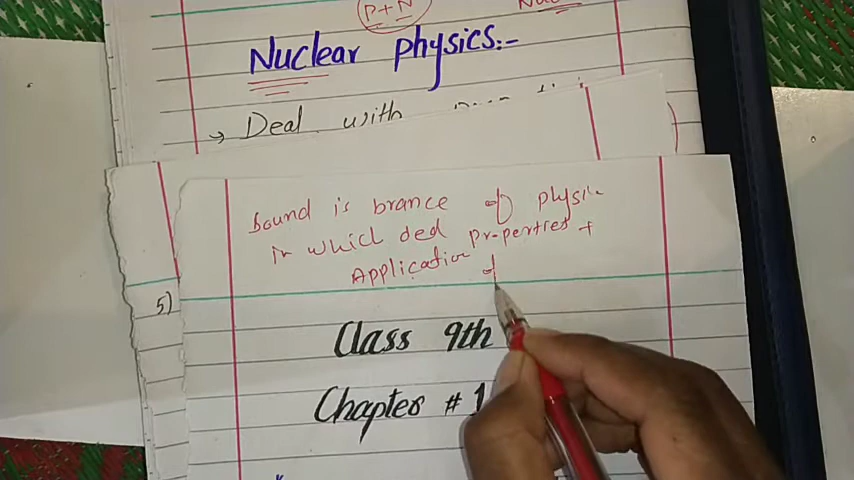 P+N
Nuclear physics:-
→ Deal with
Sound is brance of physic
in which ded properties +
Application of
5)
Class 9th
Chapter # 1